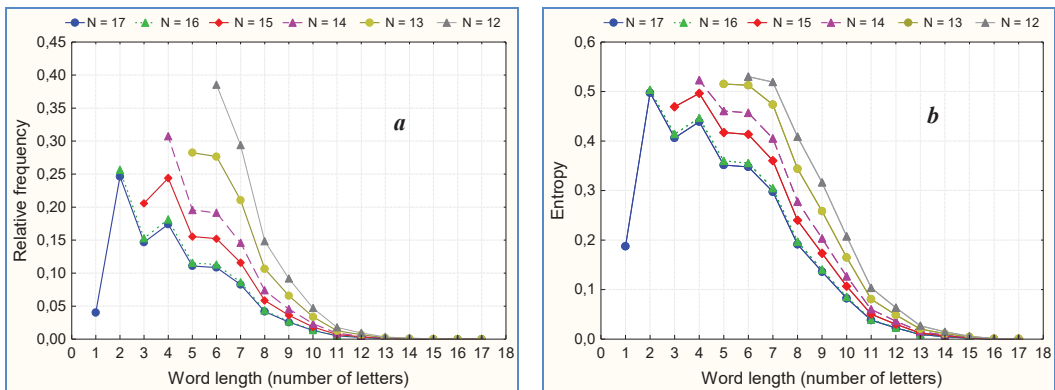 N = 17 N = 16 N = 15 N = 14 N = 13 N = 12
0,45
0,40
0,35
0,30
0,25
0,20
0,15
0,10
0,05
0,00
Relative frequency
a
0 1 2 3 4 5 6 7 8 9 10 11 12 13 14 15 16 17 18
Word length (number of letters)
N = 17 N = 16 N = 15 N = 14 N = 13 N = 12
0,6
0,5
0,4
0,3
0,2
0,1
0,0
Entropy
b
0 1 2 3 4 5 6 7 8 9 10 11 12 13 14 15 16 17 18
Word length (number of letters)